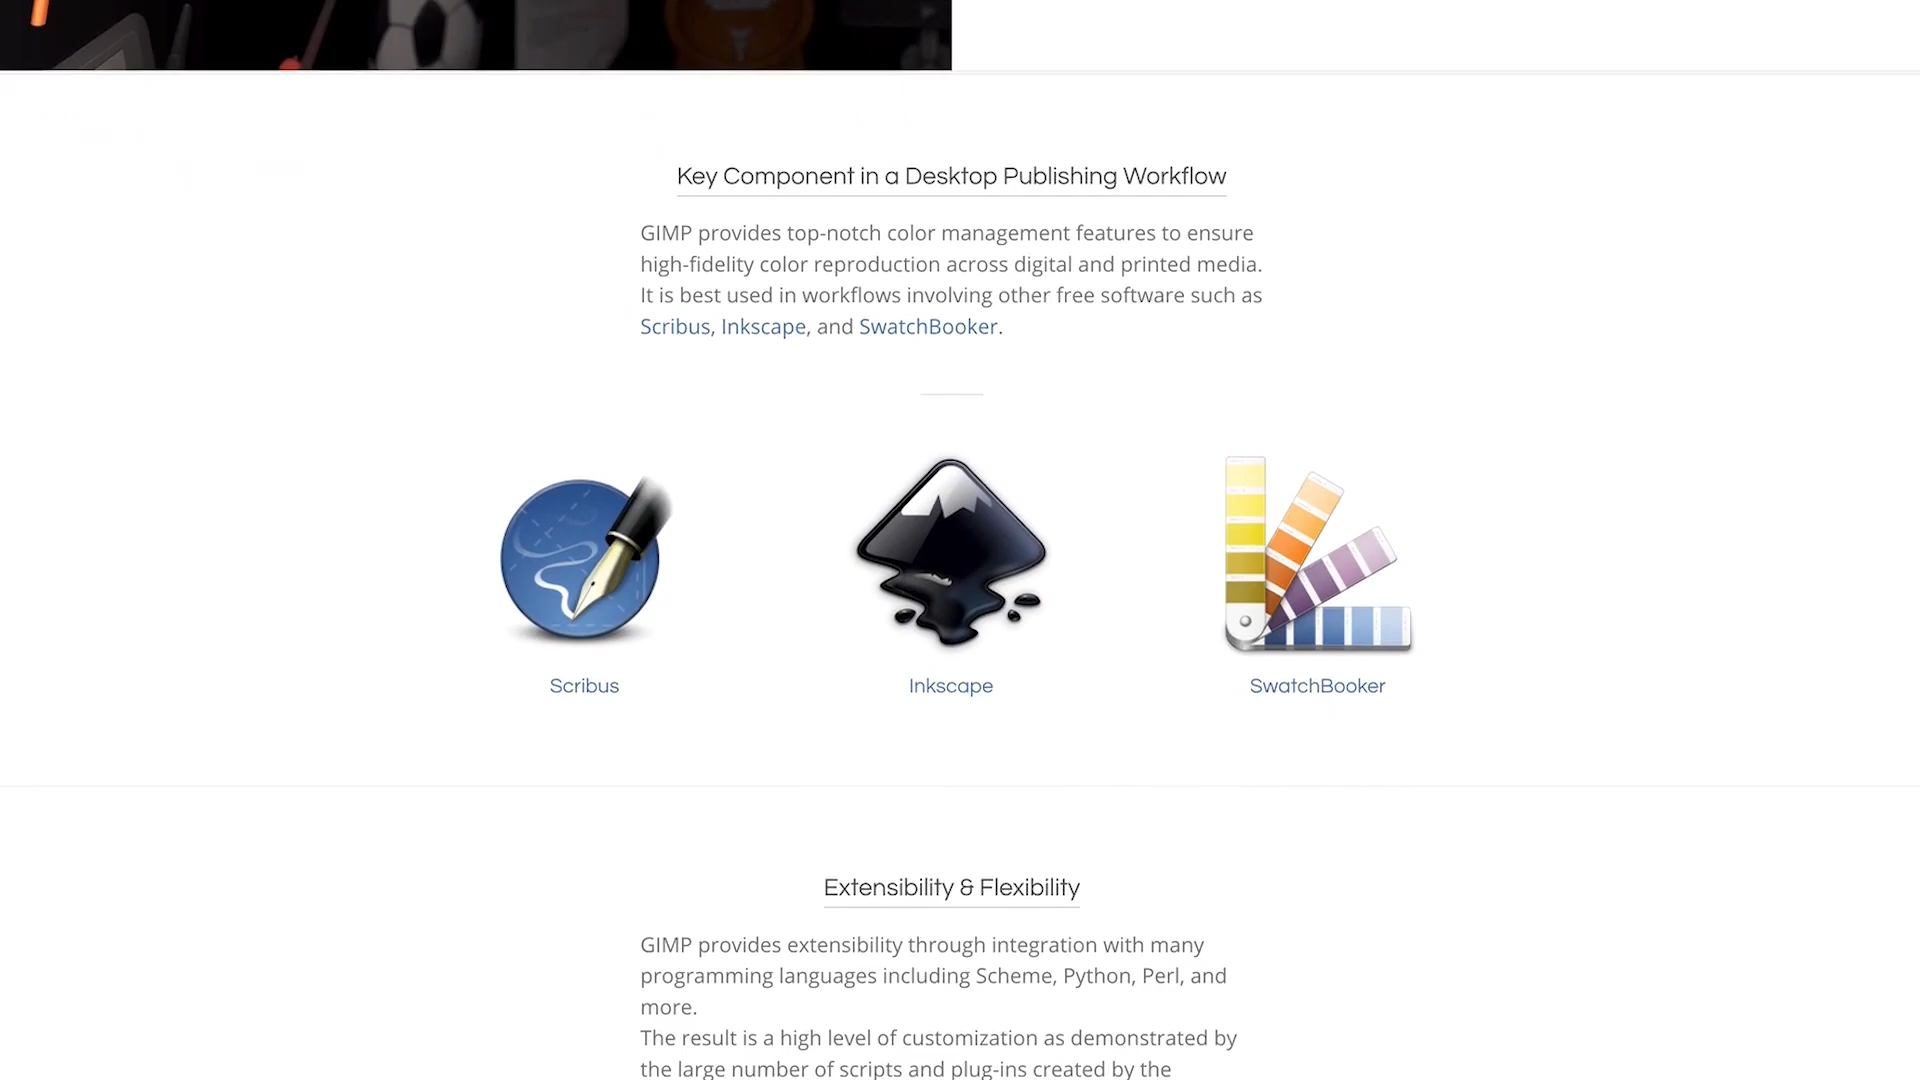 Key Component in a Desktop Publishing Workflow
GIMP provides top-notch color management features to ensure
high-fidelity color reproduction across digital and printed media.
It is best used in workflows involving other free software such as
Scribus, Inkscape, and SwatchBooker.
Scribus
Inkscape
SwatchBooker
Extensibility & Flexibility
GIMP provides extensibility through integration with many
programming languages including Scheme, Python, Perl, and
more.
The result is a high level of customization as demonstrated by
the large number of scripts and plug-ins created by the